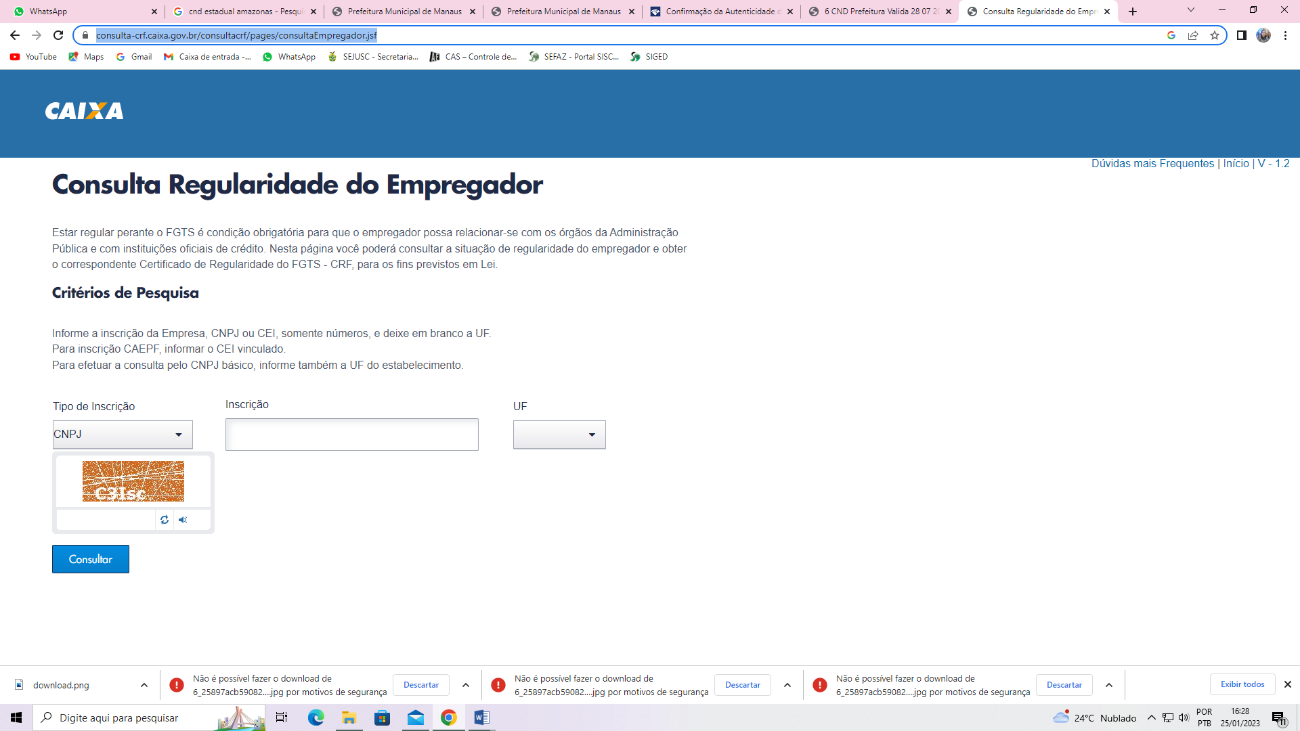 WhatsApp
cnd estadual amazonas - Pesqui
Prefeitura Municipal de Manaus
Prefeitura Municipal de Manaus
Confirmação da Autenticidade d
6 CND Prefeitura Valida 28 07 2
Consulta Regularidade do Empr
consulta-crf.caixa.gov.br/consultacrf/pages/consultaEmpregador.jsf
YouTube
Maps
Gmail
Caixa de entrada -...
WhatsApp
SEJUSC - Secretaria...
CAS – Controle de...
SEFAZ - Portal SISC...
SIGED
CAIXA
Dúvidas mais Frequentes | Início | V - 1.2
Consulta Regularidade do Empregador
Estar regular perante o FGTS é condição obrigatória para que o empregador possa relacionar-se com os órgãos da Administração
Pública e com instituições oficiais de crédito. Nesta página você poderá consultar a situação de regularidade do empregador e obter
o correspondente Certificado de Regularidade do FGTS - CRF, para os fins previstos em Lei.
Critérios de Pesquisa
Informe a inscrição da Empresa, CNPJ ou CEI, somente números, e deixe em branco a UF.
Para inscrição CAEPF, informar o CEI vinculado.
Para efetuar a consulta pelo CNPJ básico, informe também a UF do estabelecimento.
Tipo de Inscrição
Inscrição
UF
CNPJ
Consultar
download.png
Não é possível fazer o download de
6_25897acb59082....jpg por motivos de segurança
Descartar
Não é possível fazer o download de
6_25897acb59082....jpg por motivos de segurança
Descartar
Não é possível fazer o download de
6_25897acb59082....jpg por motivos de segurança
Descartar
Exibir todos
Digite aqui para pesquisar
24°C Nublado
POR
PTB
16:28
25/01/2023